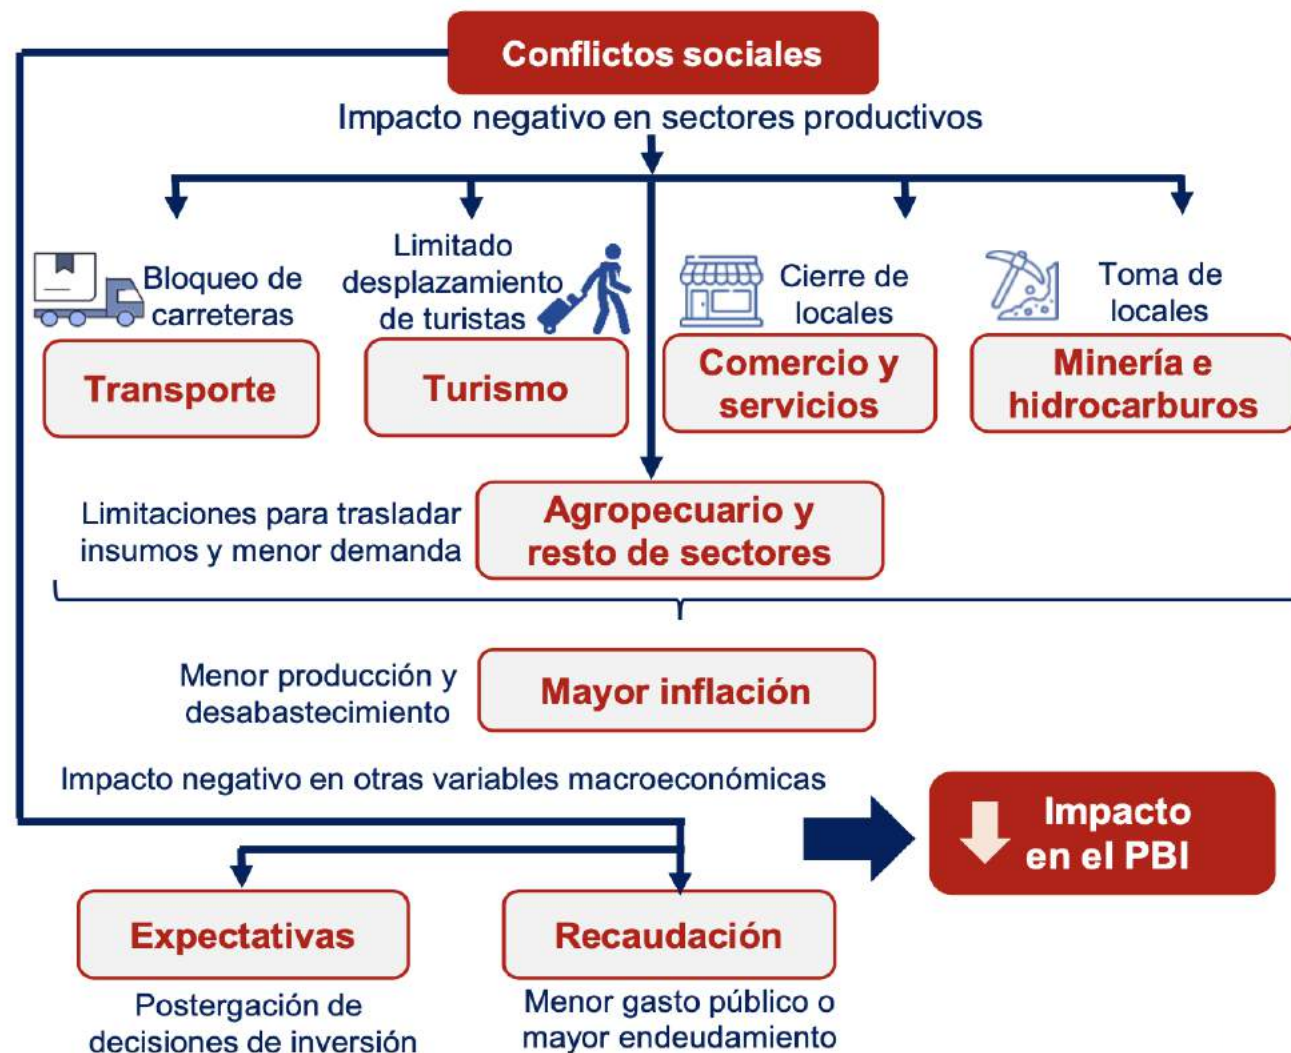 Conflictos sociales
Impacto negativo en sectores productivos
Bloqueo de
carreteras
Transporte
Limitado
desplazamiento
de turistas
Turismo
Cierre de
locales
Comercio y
servicios
Toma de
locales
Minería e
hidrocarburos
Limitaciones para trasladar
insumos y menor demanda
Agropecuario y
resto de sectores
Menor producción y
desabastecimiento
Mayor inflación
Impacto negativo en otras variables macroeconómicas
Impacto
en el PBI
Expectativas
Postergación de
decisiones de inversión
Recaudación
Menor gasto público o
mayor endeudamiento